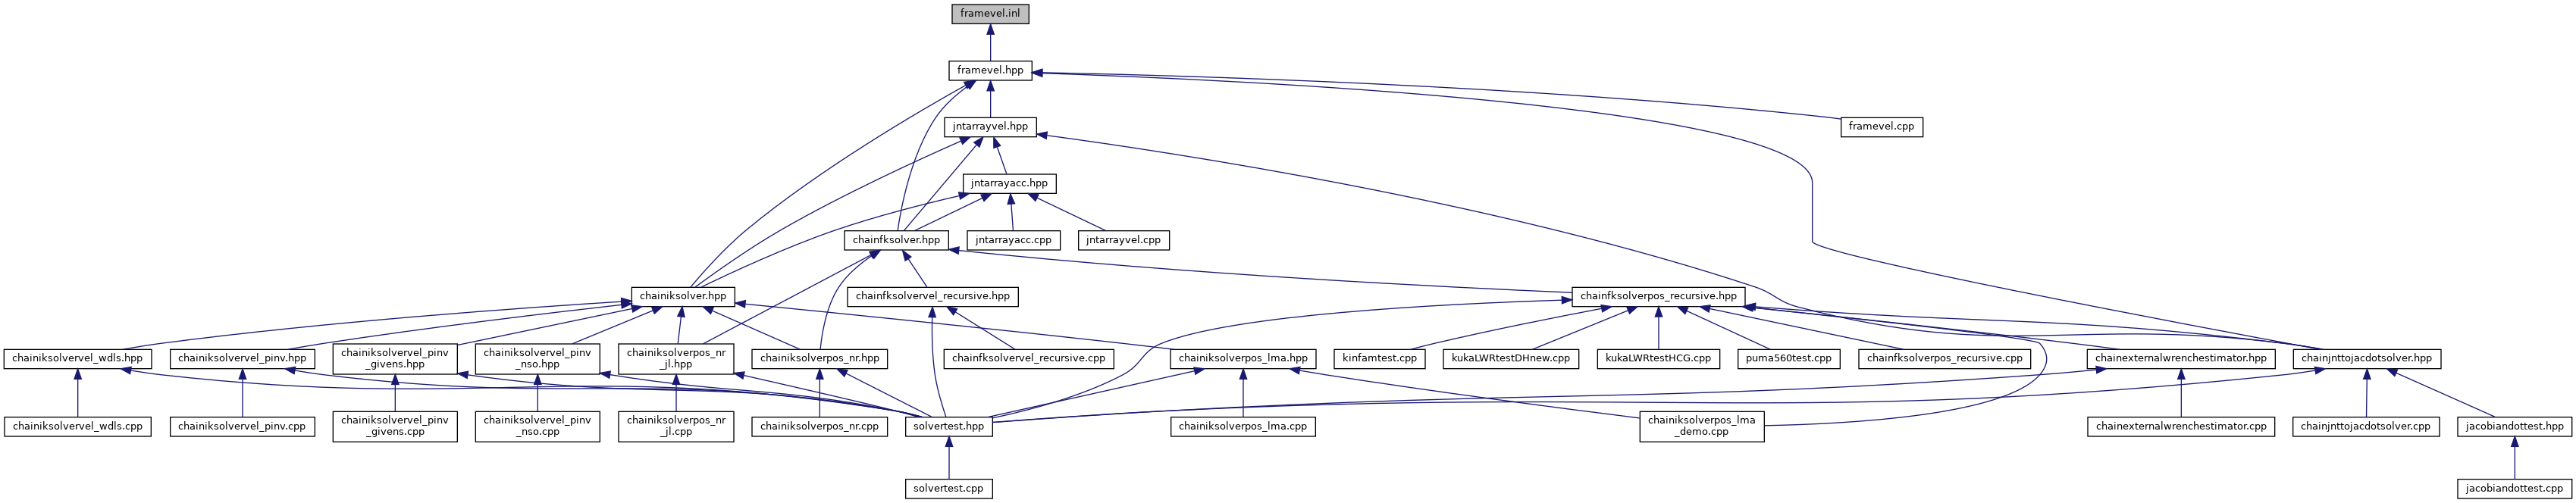 framevel.inl
framevel.hpp
jntarrayvel.hpp
framevel.cpp
jntarrayacc.hpp
chainfksolver.hpp
jntarrayacc.cpp
jntarrayvel.cpp
chainiksolver.hpp
chainfksolvervel_recursive.hpp
chainfksolverpos_recursive.hpp
chainiksolvervel_wdls.hpp
chainiksolvervel_pinv.hpp
chainiksolvervel_pinv
_givens.hpp
chainiksolvervel_pinv
_nso.hpp
chainiksolverpos_nr
_jl.hpp
chainiksolverpos_nr.hpp
chainfksolvervel_recursive.cpp
chainiksolverpos_lma.hpp
kinfamtest.cpp
kukaLWRtestDHnew.cpp
kukaLWRtestHCG.cpp
puma560test.cpp
chainfksolverpos_recursive.cpp
chainexternalwrenchestimator.hpp
chainjnttojacdotsolver.hpp
chainiksolvervel_wdls.cpp
chainiksolvervel_pinv.cpp
chainiksolvervel_pinv
_givens.cpp
chainiksolvervel_pinv
_nso.cpp
chainiksolverpos_nr
_jl.cpp
chainiksolverpos_nr.cpp
solvertest.hpp
chainiksolverpos_lma.cpp
chainiksolverpos_lma
_demo.cpp
chainexternalwrenchestimator.cpp
chainjnttojacdotsolver.cpp
jacobiandottest.hpp
solvertest.cpp
jacobiandottest.cpp